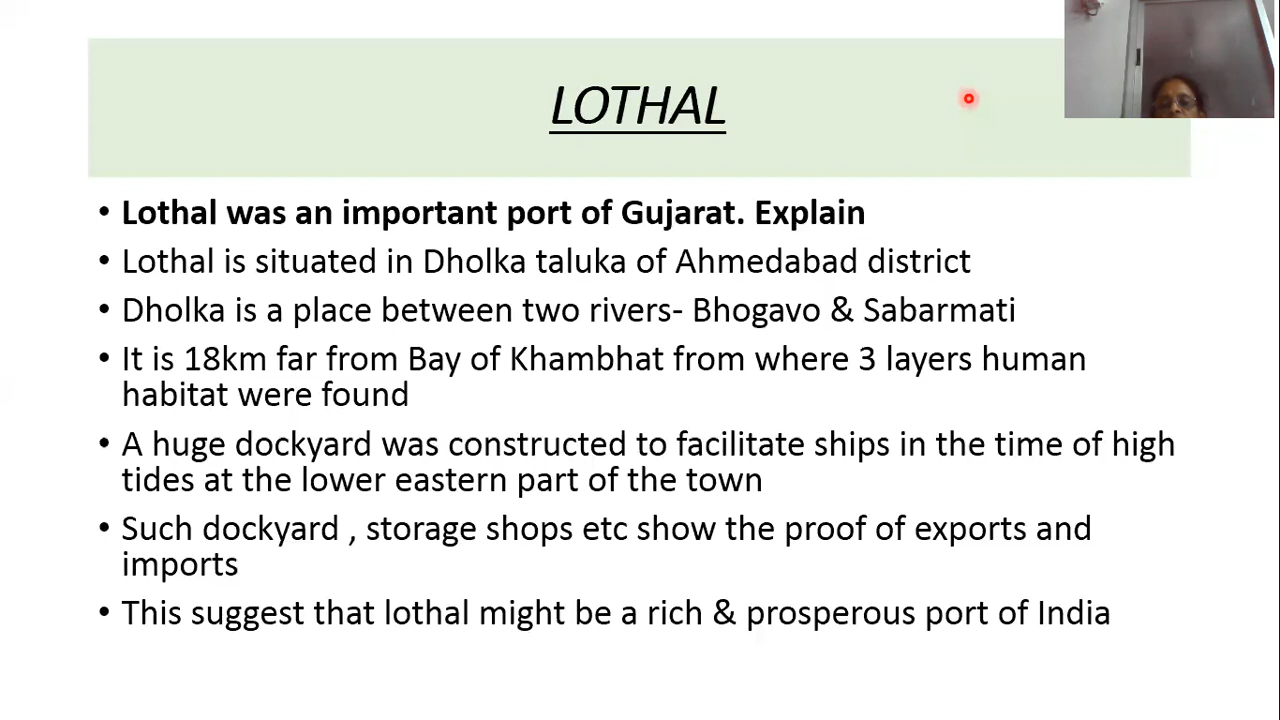 LOTHAL
• Lothal was an important port of Gujarat. Explain
• Lothal is situated in Dholka taluka of Ahmedabad district
• Dholka is a place between two rivers- Bhogavo & Sabarmati
• It is 18km far from Bay of Khambhat from where 3 layers human
habitat were found
• A huge dockyard was constructed to facilitate ships in the time of high
tides at the lower eastern part of the town
• Such dockyard , storage shops etc show the proof of exports and
imports
• This suggest that lothal might be a rich & prosperous port of India